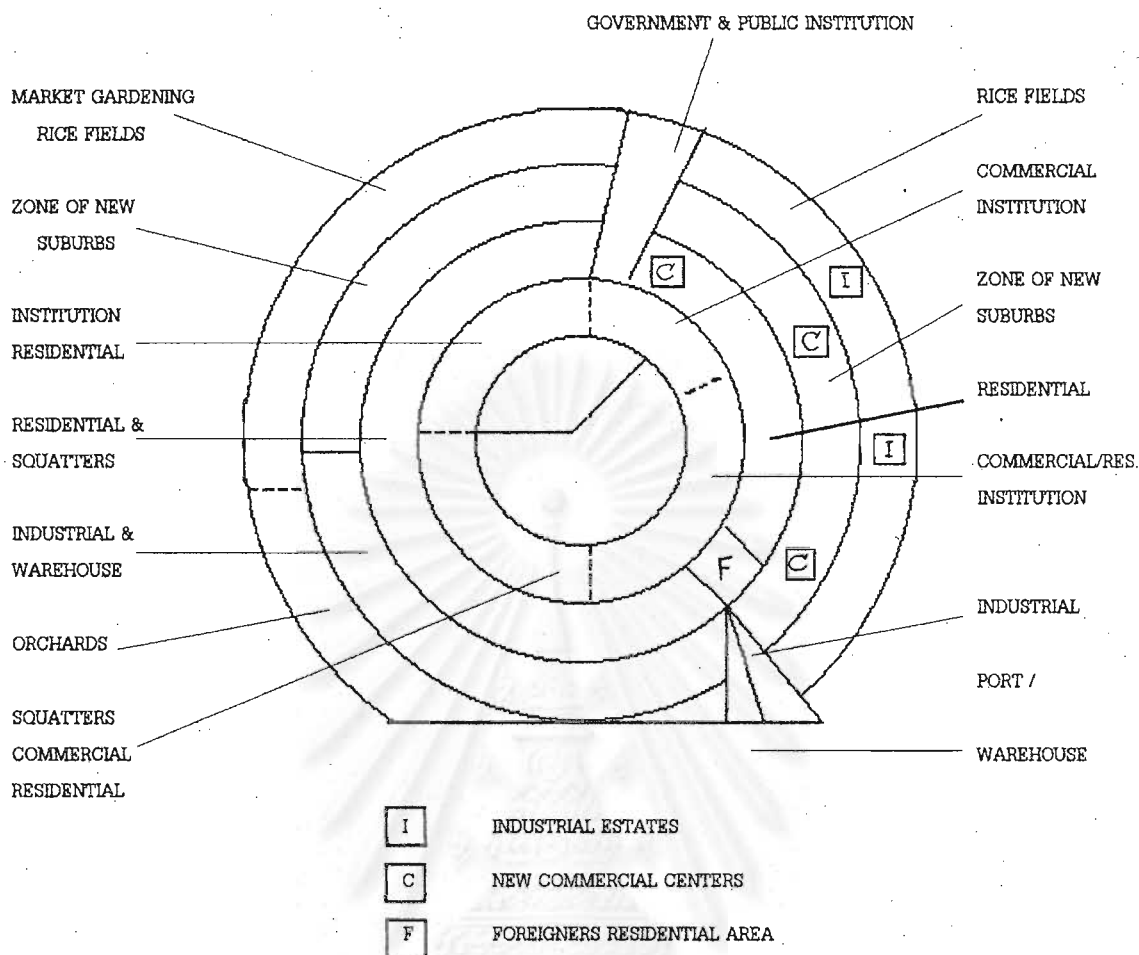 GOVERNMENT & PUBLIC INSTITUTION
MARKET GARDENING
RICE FIELDS
ZONE OF NEW
SUBURBS
INSTITUTION
RESIDENTIAL
RESIDENTIAL &
SQUATTERS
INDUSTRIAL &
WAREHOUSE
ORCHARDS
SQUATTERS
COMMERCIAL
RESIDENTIAL
RICE FIELDS
COMMERCIAL
INSTITUTION
ZONE OF NEW
SUBURBS
RESIDENTIAL
COMMERCIAL/RES.
INSTITUTION
INDUSTRIAL
PORT /
WAREHOUSE
C
I
C
I
C
F
I INDUSTRIAL ESTATES
C NEW COMMERCIAL CENTERS
F FOREIGNERS RESIDENTIAL AREA